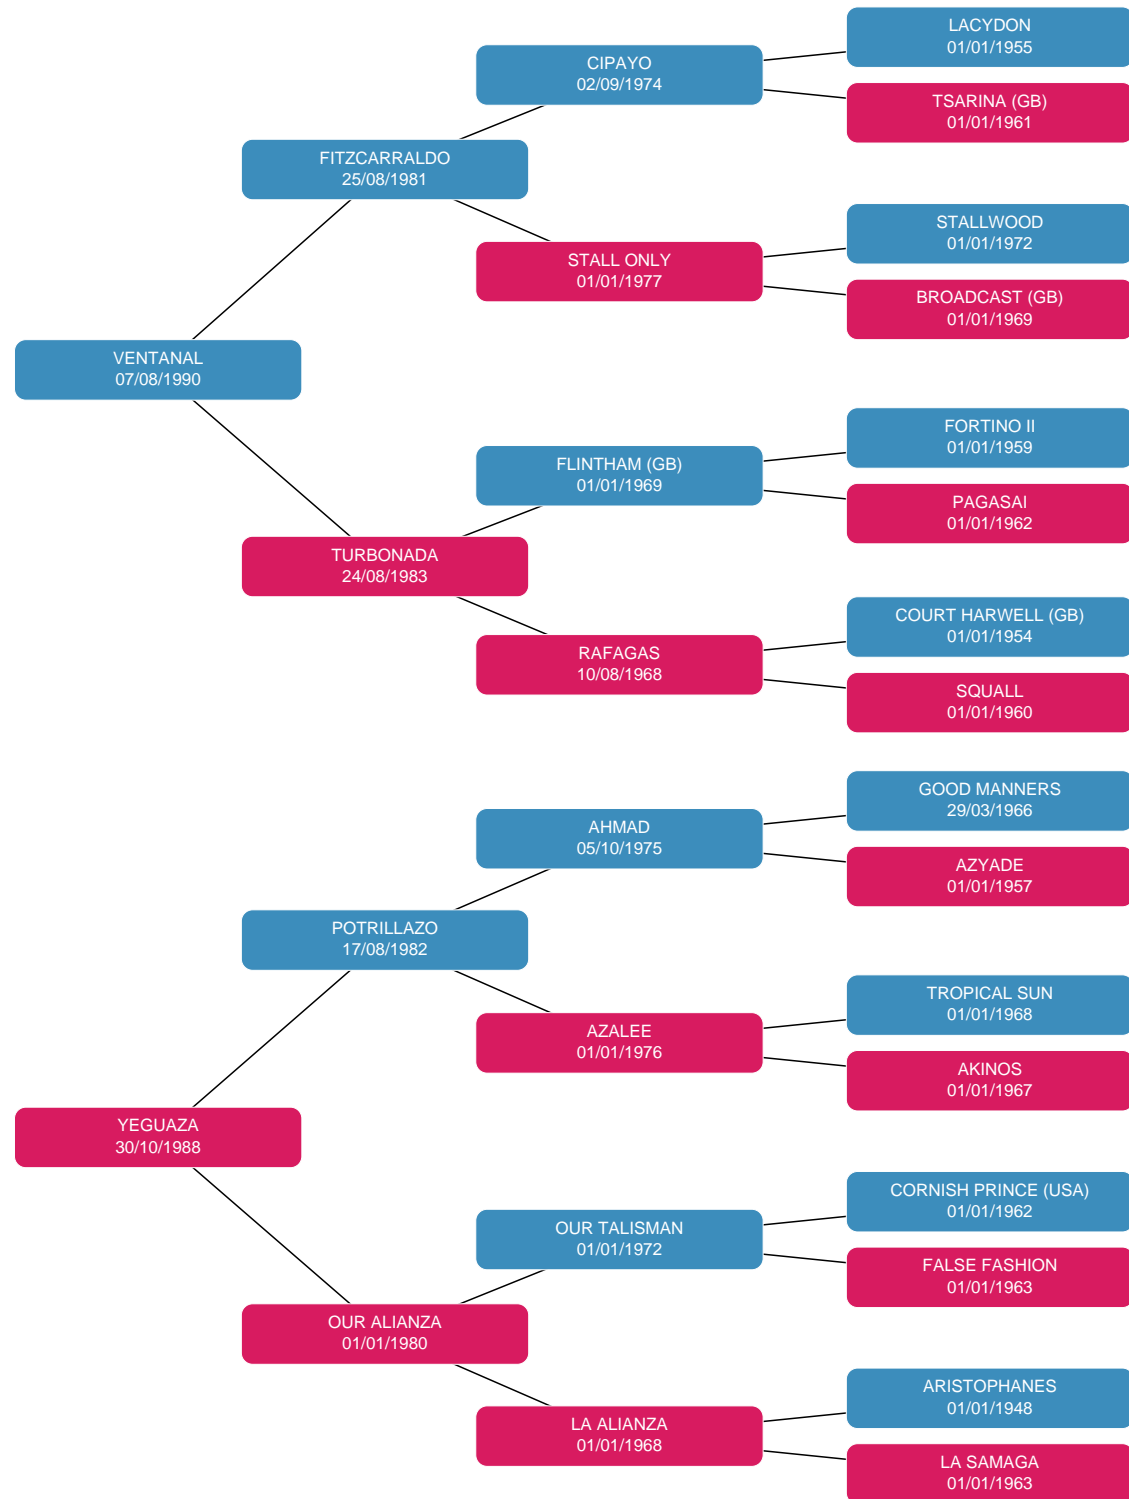 LACYDON
01/01/1955
CIPAYO
02/09/1974
TSARINA (GB)
01/01/1961
FITZCARRALDO
25/08/1981
STALLWOOD
01/01/1972
STALL ONLY
01/01/1977
BROADCAST (GB)
01/01/1969
VENTANAL
07/08/1990
FORTINO II
01/01/1959
FLINTHAM (GB)
01/01/1969
PAGASAI
01/01/1962
TURBONADA
24/08/1983
COURT HARWELL (GB)
01/01/1954
RAFAGAS
10/08/1968
SQUALL
01/01/1960
GOOD MANNERS
29/03/1966
AHMAD
05/10/1975
AZYADE
01/01/1957
POTRILLAZO
17/08/1982
TROPICAL SUN
01/01/1968
AZALEE
01/01/1976
AKINOS
01/01/1967
YEGUAZA
30/10/1988
CORNISH PRINCE (USA)
01/01/1962
OUR TALISMAN
01/01/1972
FALSE FASHION
01/01/1963
OUR ALIANZA
01/01/1980
ARISTOPHANES
01/01/1948
LA ALIANZA
01/01/1968
LA SAMAGA
01/01/1963